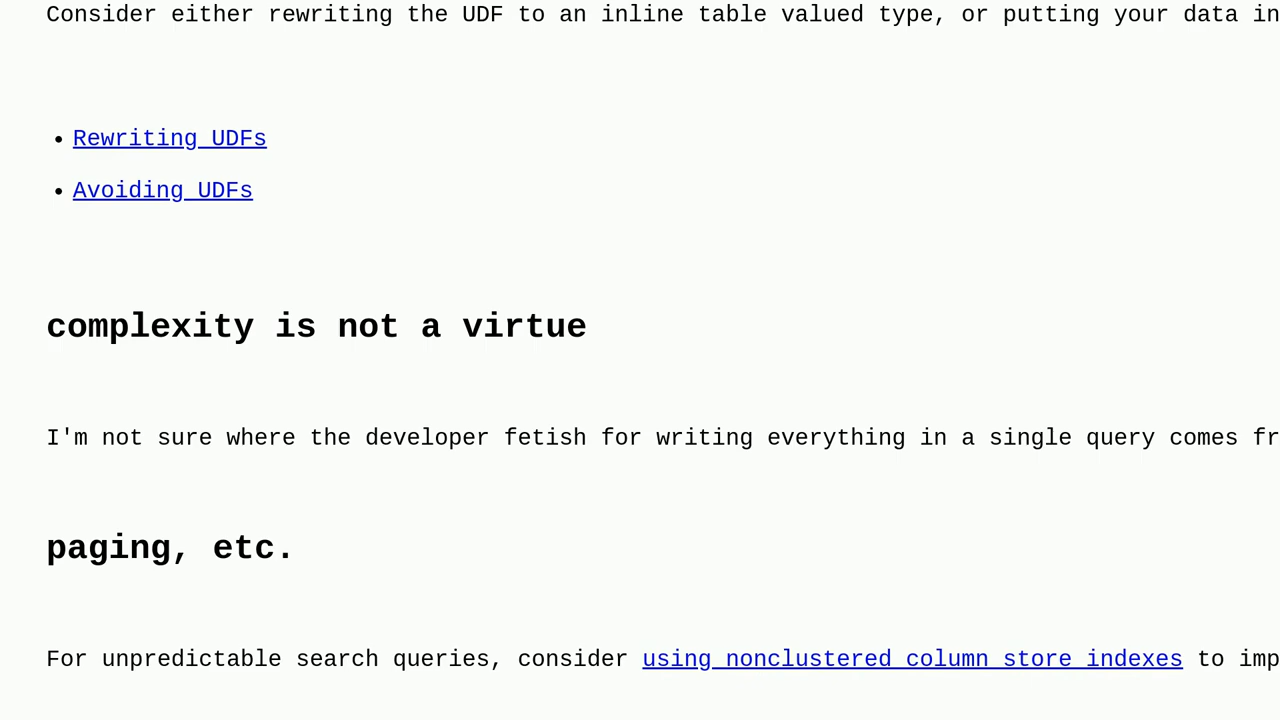 Consider either rewriting the UDF to an inline table valued type, or putting your data in
• Rewriting UDFs
• Avoiding UDFs
complexity is not a virtue
I'm not sure where the developer fetish for writing everything in a single query comes fr
paging, etc.
For unpredictable search queries, consider using nonclustered column store indexes to imp